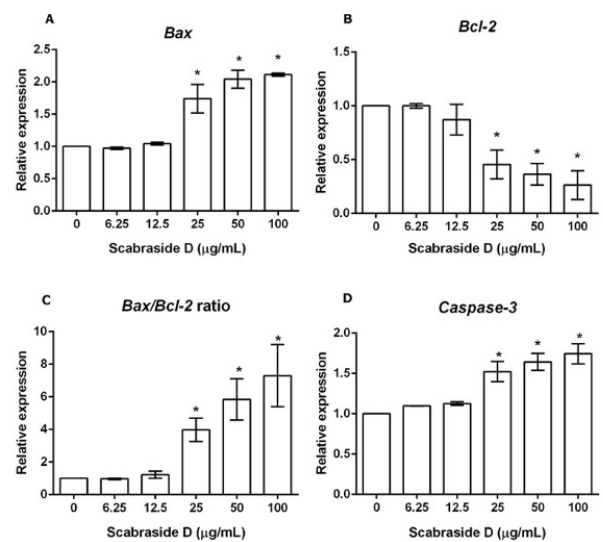 A
Bax
Relative expression
2.5
2.0
1.5
1.0
0.5
0.0
* * *
0 6.25 12.5 25 50 100
Scabraside D (µg/mL)
B
Bcl-2
Relative expression
1.5
1.0
0.5
0.0
* * *
0 6.25 12.5 25 50 100
Scabraside D (µg/mL)
C
Bax/Bcl-2 ratio
Relative expression
10
8
6
4
2
0
* * *
0 6.25 12.5 25 50 100
Scabraside D (µg/mL)
D
Caspase-3
Relative expression
2.0
1.5
1.0
0.5
0.0
* * *
0 6.25 12.5 25 50 100
Scabraside D (µg/mL)